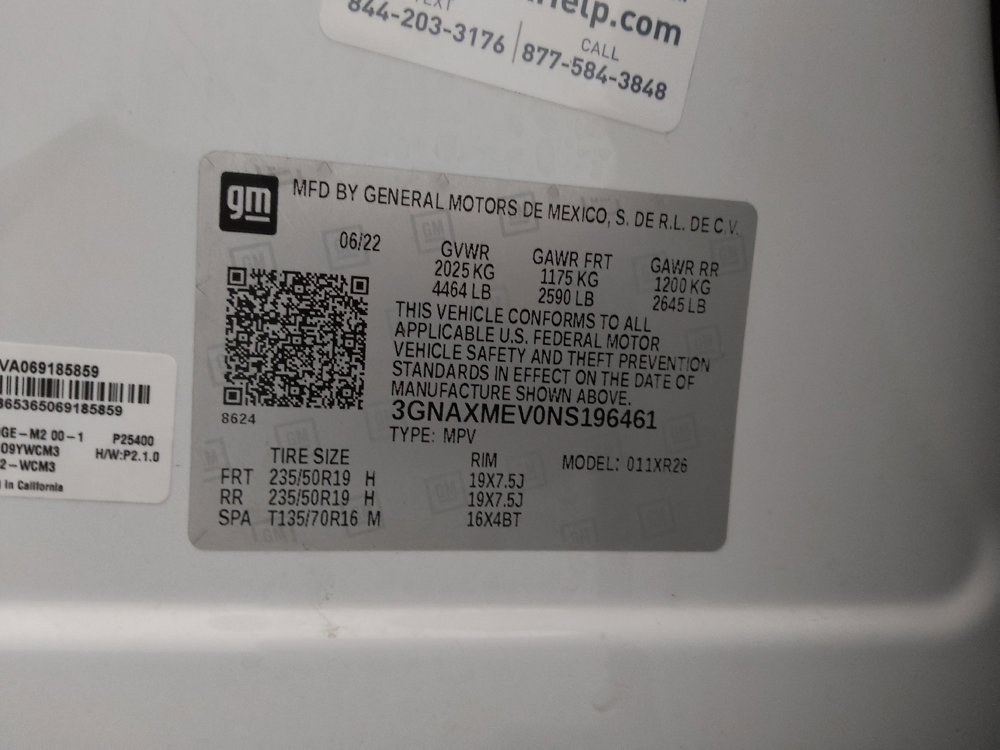 elp.com
TEXT
844-203-3176
CALL
877-584-3848
gm
MFD BY GENERAL MOTORS DE MEXICO, S. DE R.L. DE C.V.
06/22
GVWR GAWR FRT GAWR RR
2025 KG 1175 KG 1200 KG
4464 LB 2590 LB 2645 LB
THIS VEHICLE CONFORMS TO ALL
APPLICABLE U.S. FEDERAL MOTOR
VEHICLE SAFETY AND THEFT PREVENTION
STANDARDS IN EFFECT ON THE DATE OF
MANUFACTURE SHOWN ABOVE.
8624
3GNAXMEV0NS196461
TYPE: MPV
MODEL: 011XR26
TIRE SIZE RIM
FRT 235/50R19 H 19X7.5J
RR 235/50R19 H 19X7.5J
SPA T135/70R16 M 16X4BT
VA069185859
365365069185859
GE-M2 00-1 P25400
09YWCM3 H/W:P2.1.0
2-WCM3
in California